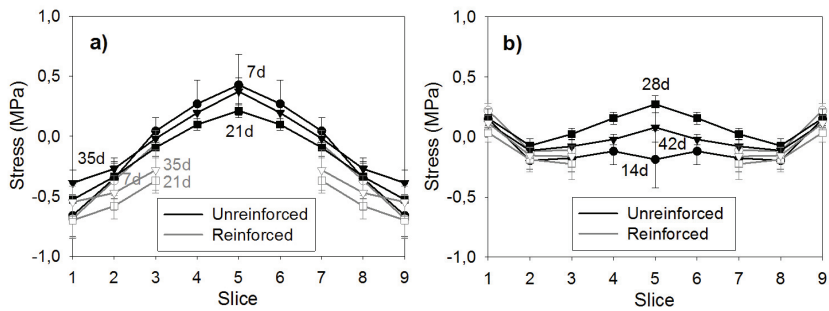 a)
Stress (MPa)
1,0
0,5
0,0
-0,5
-1,0
7d
21d
35d
7d
35d
21d
Unreinforced
Reinforced
1 2 3 4 5 6 7 8 9
Slice
b)
Stress (MPa)
1,0
0,5
0,0
-0,5
-1,0
28d
42d
14d
Unreinforced
Reinforced
1 2 3 4 5 6 7 8 9
Slice